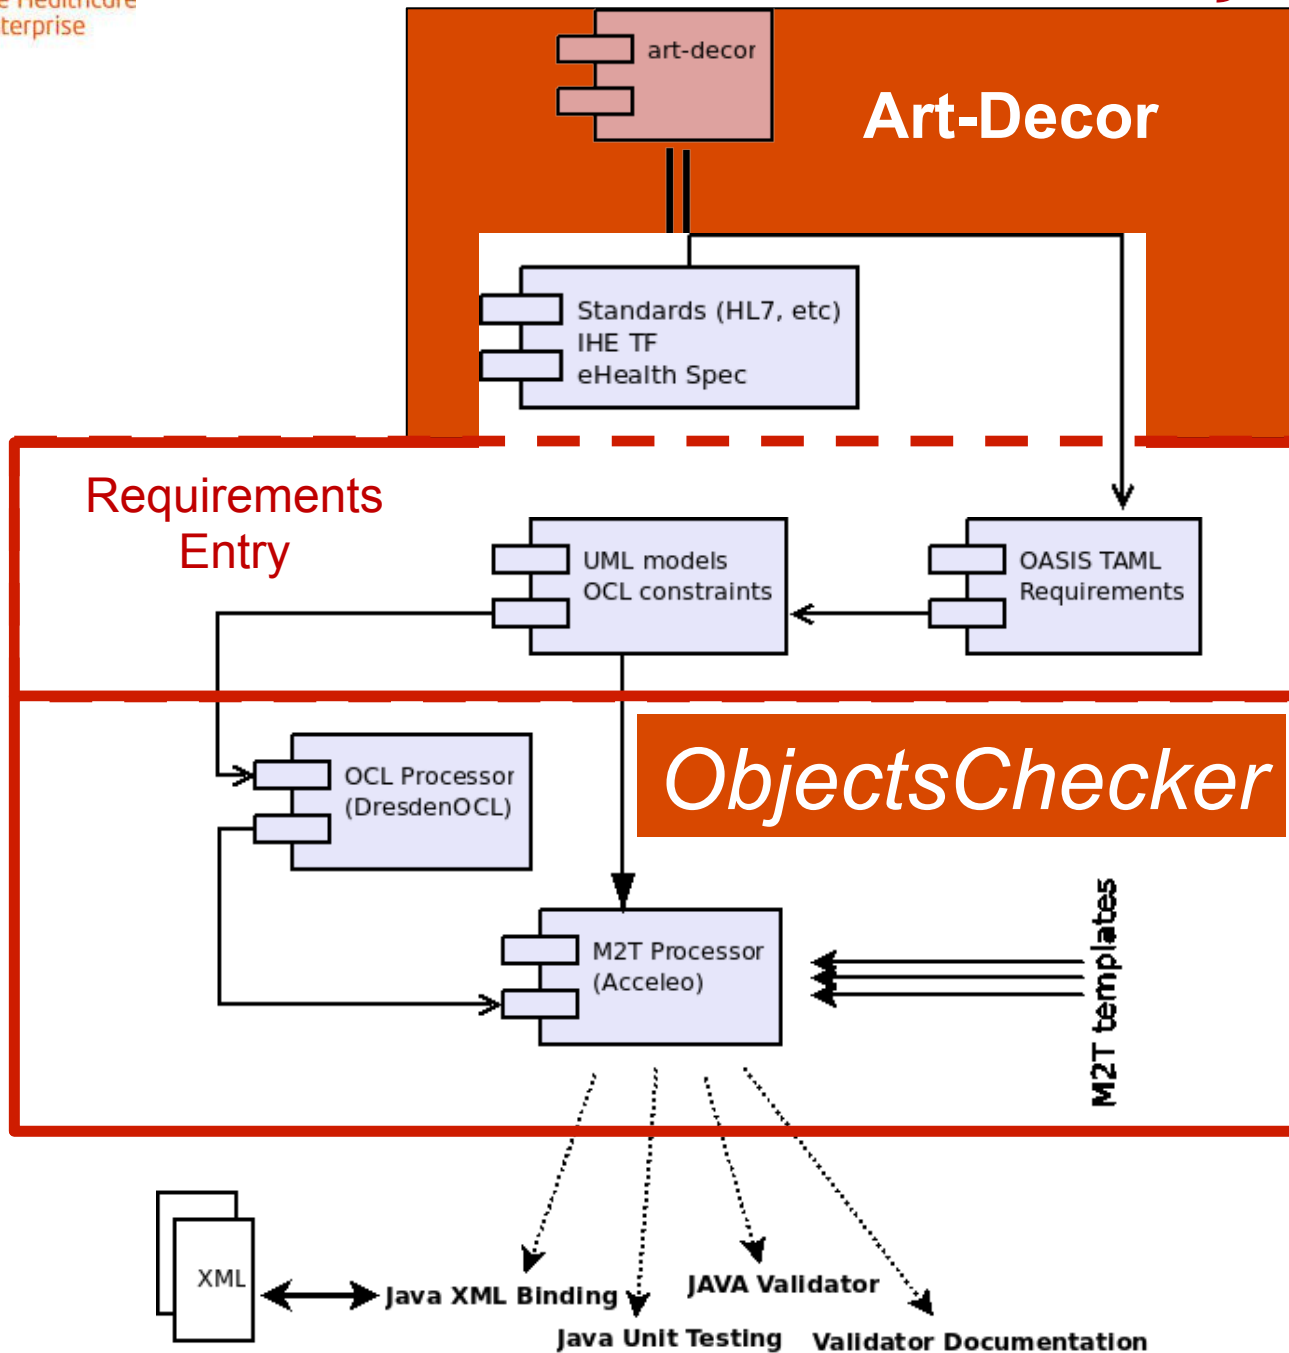 terprise
art-decor
Art-Decor
Standards (HL7, etc)
IHE TF
eHealth Spec
Requirements
Entry
UML models
OCL constraints
OASIS TAML
Requirements
OCL Processor
(DresdenOCL)
ObjectsChecker
M2T Processor
(Acceleo)
M2T templates
XML
Java XML Binding
JAVA Validator
Java Unit Testing
Validator Documentation